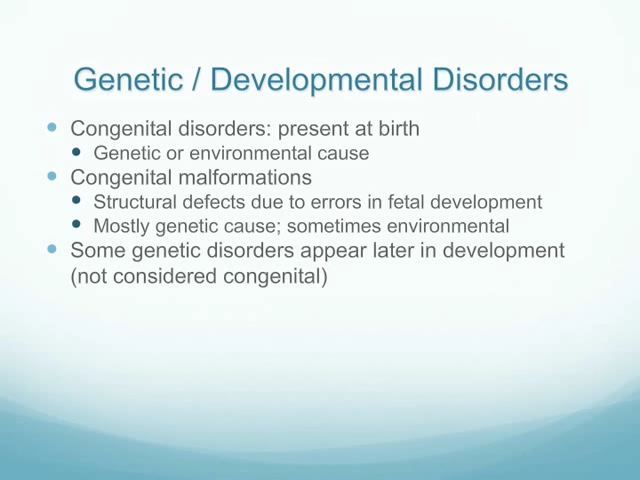 Genetic / Developmental Disorders
Congenital disorders: present at birth
Genetic or environmental cause
Congenital malformations
Structural defects due to errors in fetal development
Mostly genetic cause; sometimes environmental
Some genetic disorders appear later in development
(not considered congenital)